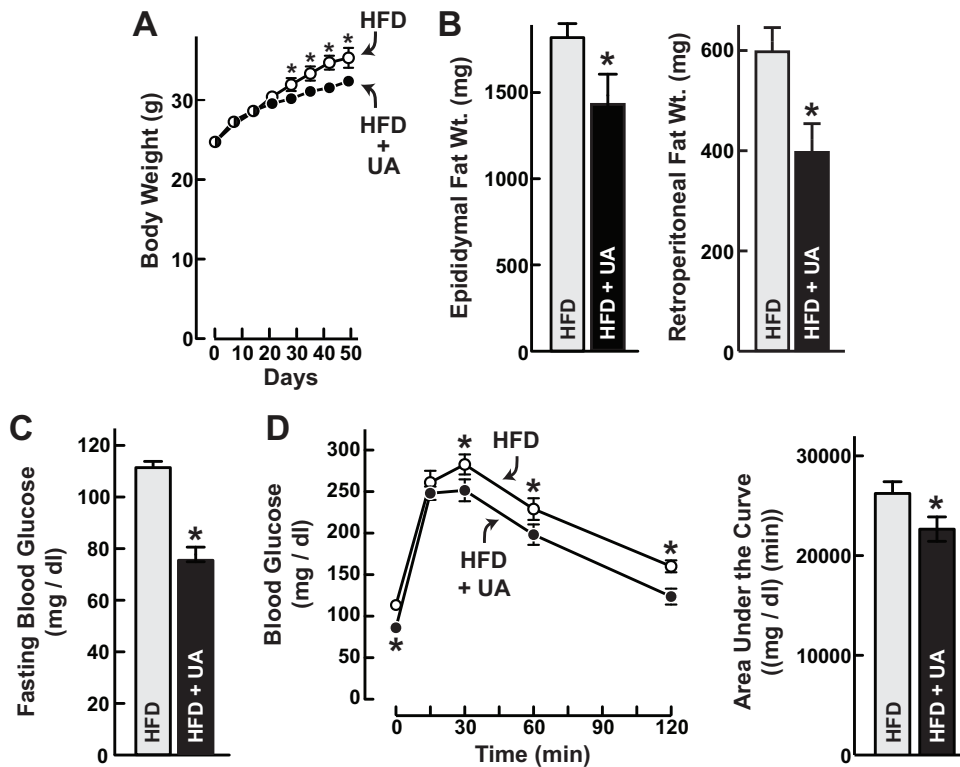 A
Body Weight (g)
30
20
10
0
* * * *
HFD
HFD
+
UA
0 10 20 30 40 50
Days
B
Epididymal Fat Wt. (mg)
1500
1000
500
0
*
HFD
HFD + UA
Retroperitoneal Fat Wt. (mg)
600
400
200
0
*
HFD
HFD + UA
C
Fasting Blood Glucose
(mg / dl)
120
100
80
60
40
20
0
*
HFD
HFD + UA
D
Blood Glucose
(mg / dl)
300
250
200
150
100
50
0
* * * *
HFD
HFD
+ UA
0 30 60 90 120
Time (min)
Area Under the Curve
((mg / dl) (min))
30000
20000
10000
0
*
HFD
HFD + UA